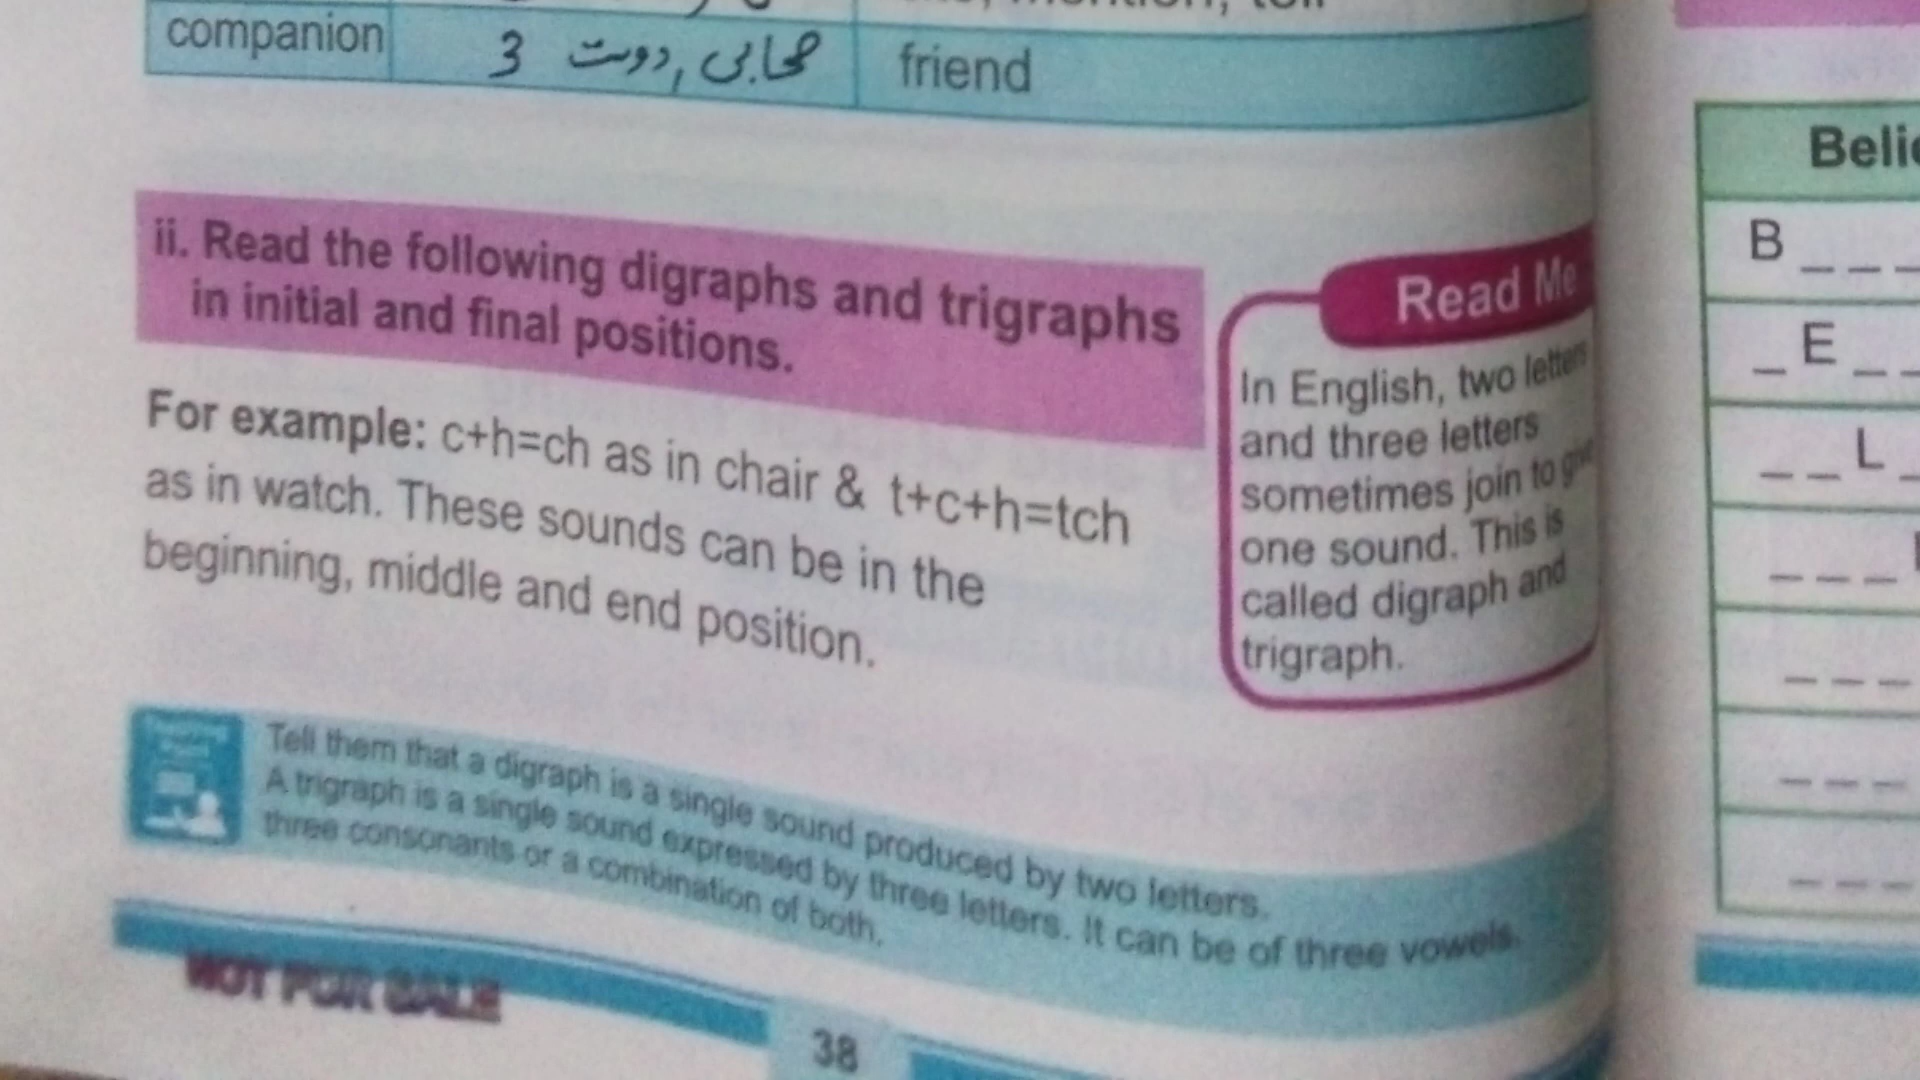 companion صحابی, دوست 3 friend
ii. Read the following digraphs and trigraphs
in initial and final positions.
For example: c+h=ch as in chair & t+c+h=tch
as in watch. These sounds can be in the
beginning, middle and end position.
Read Me
In English, two letters
and three letters
sometimes join to give
one sound. This is
called digraph and
trigraph.
Tell them that a digraph is a single sound produced by two letters.
A trigraph is a single sound expressed by three letters. It can be of three vowels.
three consonants or a combination of both.
NOT FOR SALE
38
B _ _ _
_ E _ _
_ _ L _
_ _ _
_ _ _
_ _ _
_ _ _